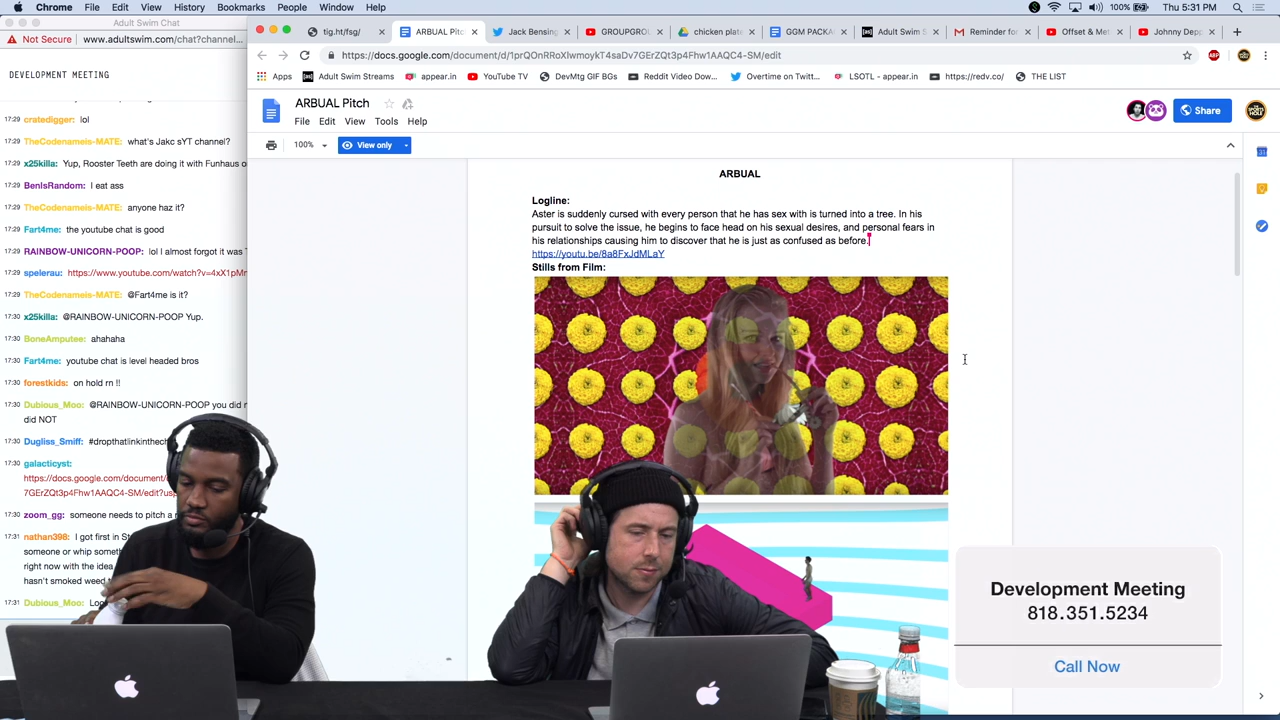 Chrome File Edit View History Bookmarks People Window Help
100% Thu 5:31 PM
Adult Swim Chat
Not Secure www.adultswim.com/chat?channel...
DEVELOPMENT MEETING
17:29 cratedigger: lol
17:29 TheCodenameis-MATE: what's Jakc sYT channel?
17:29 x25killa: Yup, Rooster Teeth are doing it with Funhaus o
17:29 BenIsRandom: I eat ass
17:29 TheCodenameis-MATE: anyone haz it?
17:29 Fart4me: the youtube chat is good
17:29 RAINBOW-UNICORN-POOP: lol I almost forgot it was T
17:29 spelerau: https://www.youtube.com/watch?v=4xX1pM
17:29 TheCodenameis-MATE: @Fart4me is it?
17:30 x25killa: @RAINBOW-UNICORN-POOP Yup.
17:30 BoneAmputee: ahahaha
17:30 Fart4me: youtube chat is level headed bros
17:30 forestkids: on hold rn !!
17:30 Dubious_Moo: @RAINBOW-UNICORN-POOP you did n
did NOT
17:30 Dugliss_Smiff: #dropthatlinkinthech
17:30 galacticyst:
https://docs.google.com/document/
7GErZQt3p4Fhw1AAQC4-SM/edit?us
17:30 zoom_gg: someone needs to pitch a
17:31 nathan398: I got first in
someone or whip someth
right now with the idea
hasn't smoked weed
17:31 Dubious_Moo:
tig.ht/fsg/ ARBUAL Pitc Jack Bensing GROUPGROU chicken plate GGM PACKA Adult Swim S Reminder for Offset & Met Johnny Depp
https://docs.google.com/document/d/1prQOnRRoXIwmoykT4saDv7GErZQt3p4Fhw1AAQC4-SM/edit
Apps Adult Swim Streams appear.in YouTube TV DevMtg GIF BGs Reddit Video Dow... Overtime on Twitt... LSOTL - appear.in https://redv.co/ THE LIST
ARBUAL Pitch
File Edit View Tools Help
Share
100% View only
ARBUAL
Logline:
Aster is suddenly cursed with every person that he has sex with is turned into a tree. In his
pursuit to solve the issue, he begins to face head on his sexual desires, and personal fears in
his relationships causing him to discover that he is just as confused as before.
https://youtu.be/8a8FxJdMLaY
Stills from Film:
Development Meeting
818.351.5234
Call Now